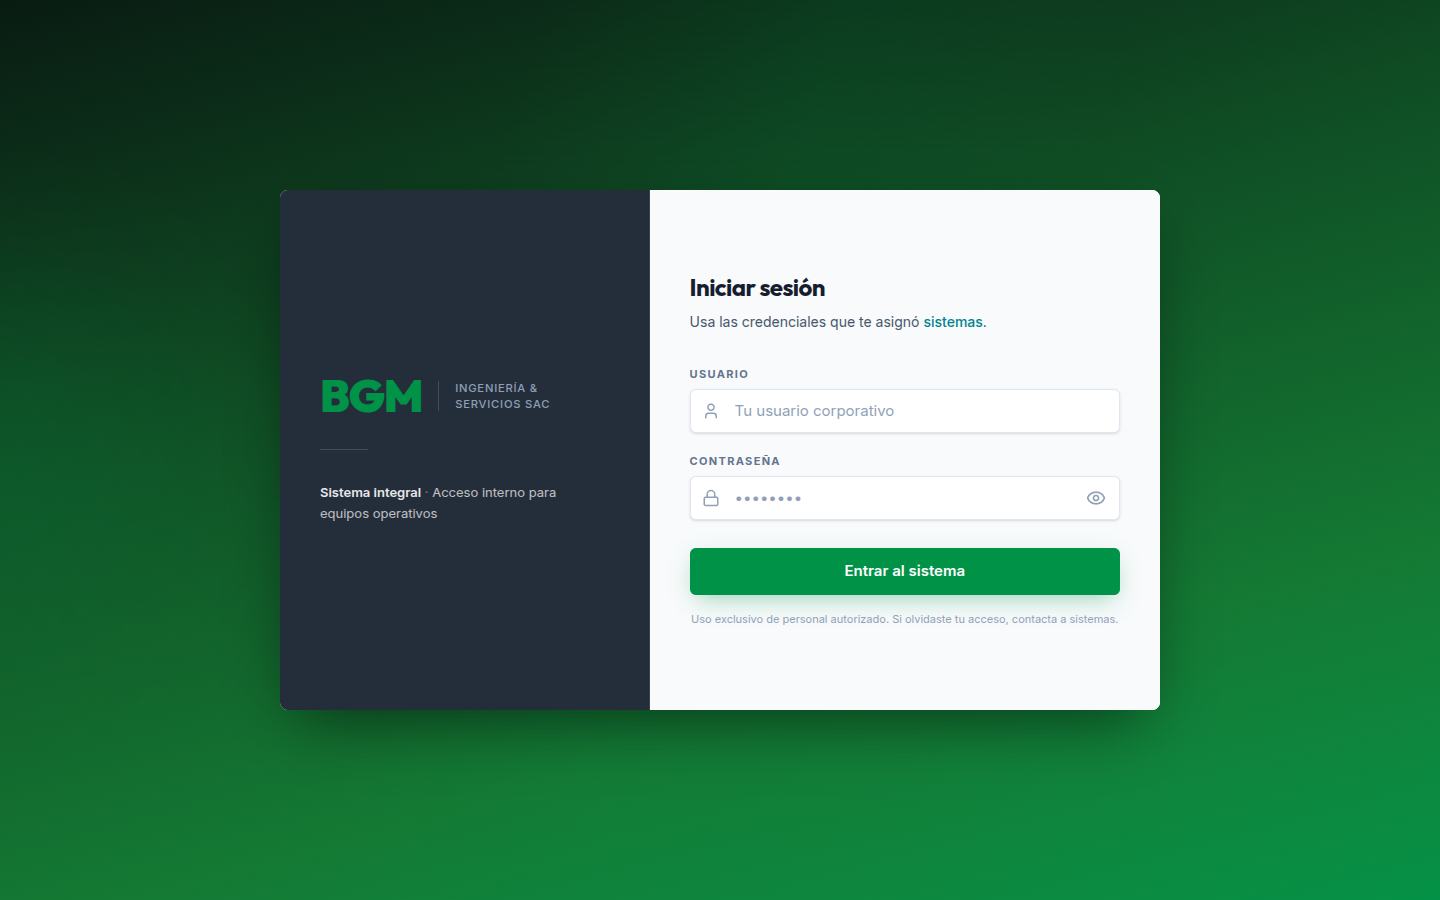 BGM
INGENIERÍA &
SERVICIOS SAC
Sistema Integral · Acceso interno para
equipos operativos
Iniciar sesión
Usa las credenciales que te asignó sistemas.
USUARIO
Tu usuario corporativo
CONTRASEÑA
••••••••
Entrar al sistema
Uso exclusivo de personal autorizado. Si olvidaste tu acceso, contacta a sistemas.